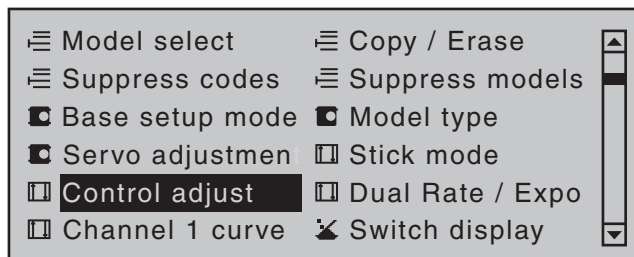 Model select Copy / Erase
Suppress codes Suppress models
Base setup mode Model type
Servo adjustment Stick mode
Control adjust Dual Rate / Expo
Channel 1 curve Switch display